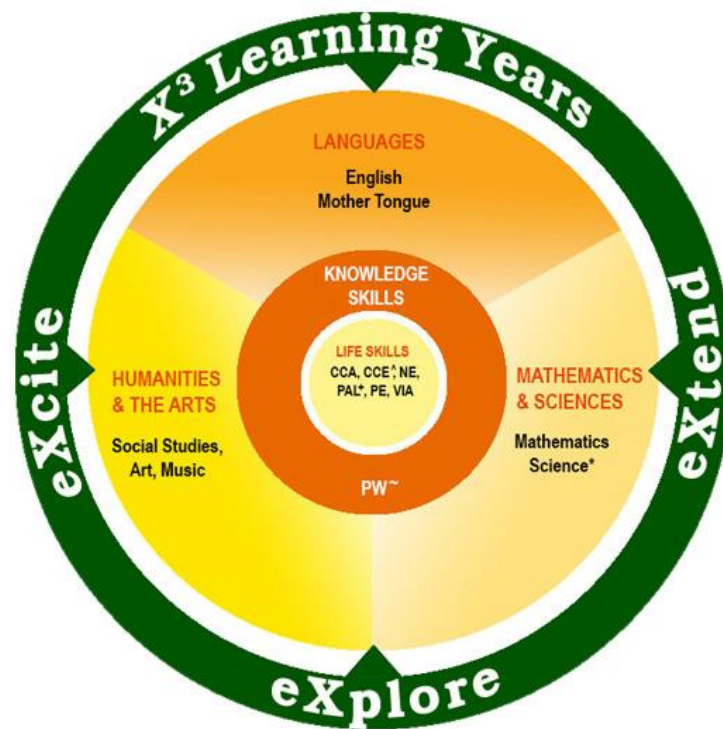 X³ Learning Years
LANGUAGES
English
Mother Tongue
KNOWLEDGE
SKILLS
LIFE SKILLS
CCA, CCE^, NE,
PAL+, PE, VIA
PW~
HUMANITIES
& THE ARTS
Social Studies,
Art, Music
MATHEMATICS
& SCIENCES
Mathematics
Science*
eXcite
eXplore
eXtend